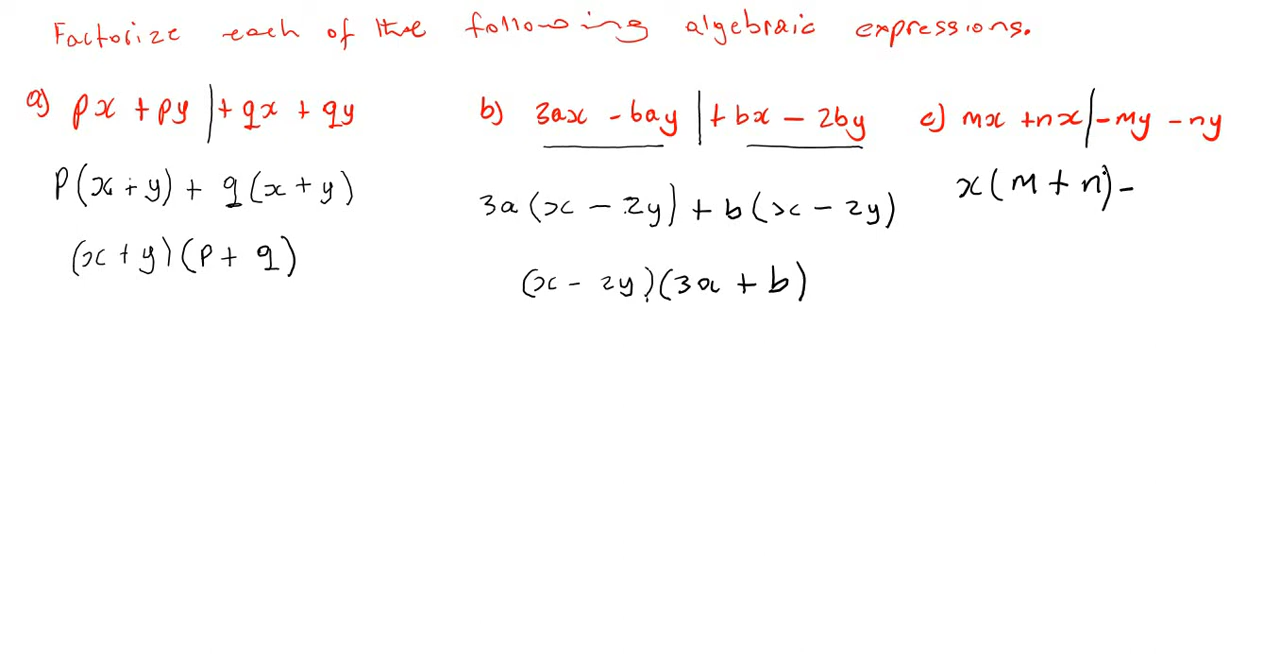 Factorize each of the following algebraic expressions.
a) px + py | + qx + qy
p(x + y) + q(x + y)
(x + y)(p + q)
b) 3ax - 6ay | + bx - 2by
3a(x - 2y) + b(x - 2y)
(x - 2y)(3a + b)
c) mx + nx | - my - ny
x(m + n) -